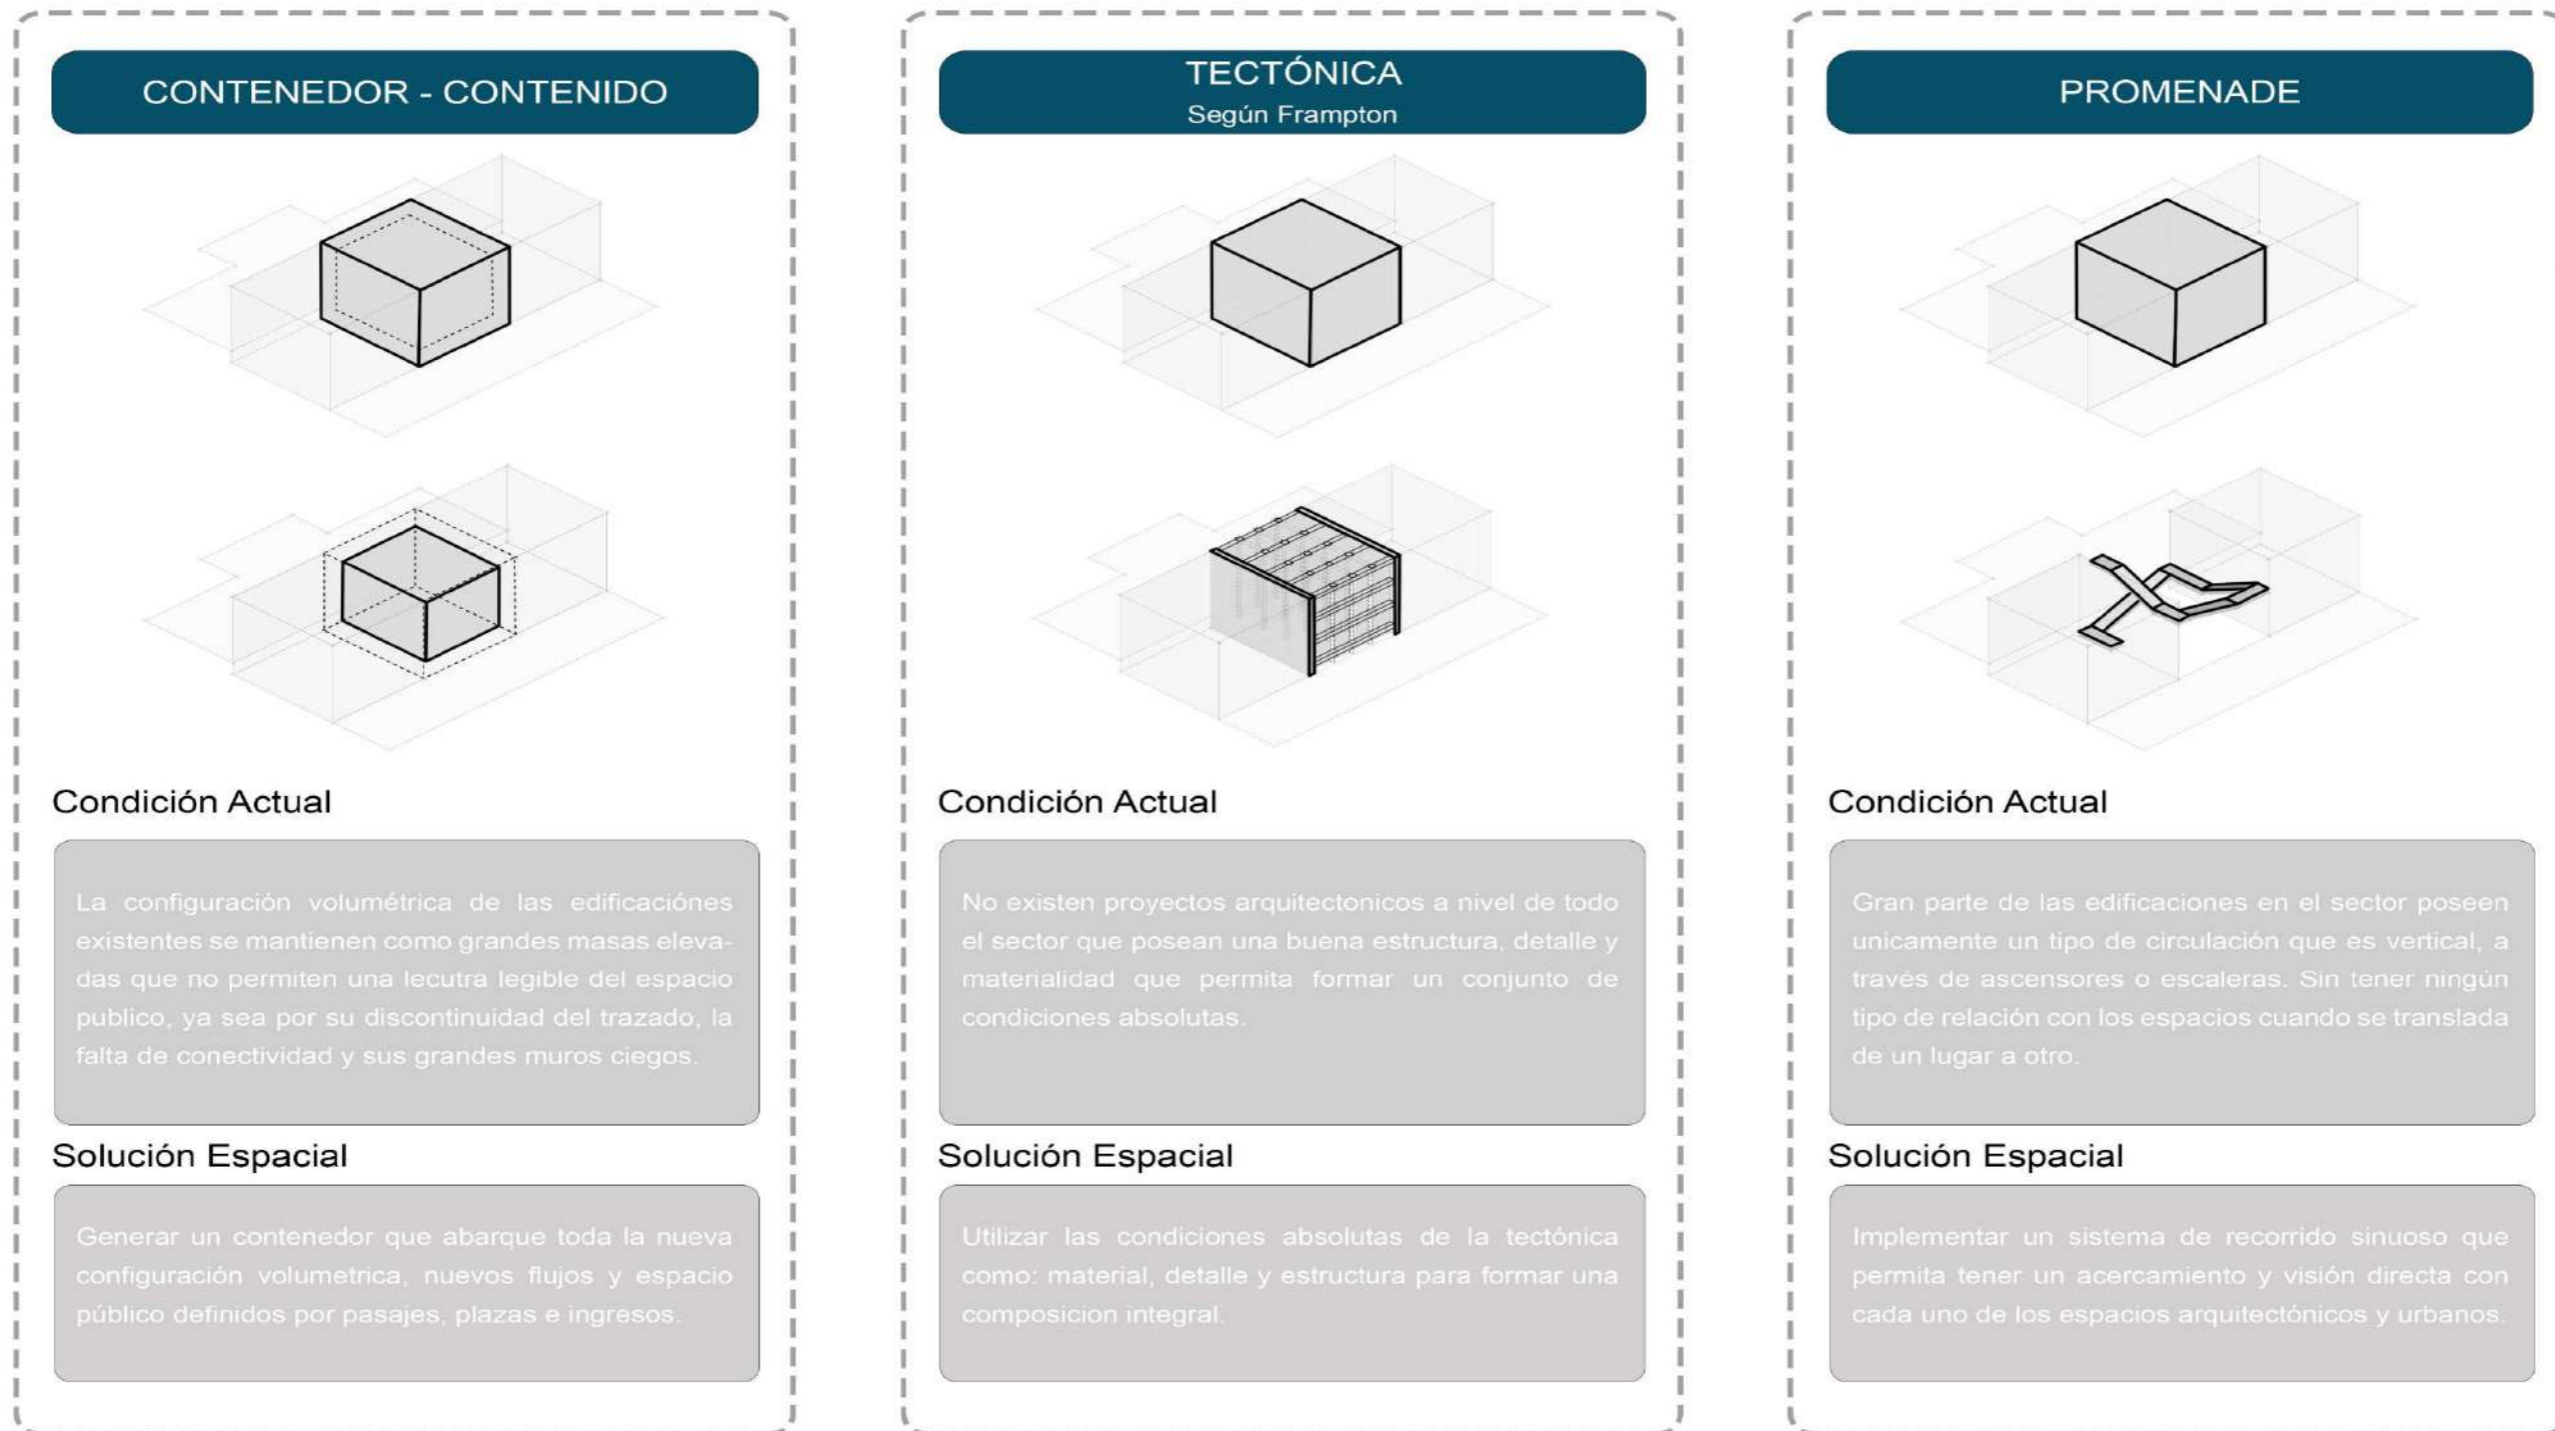 CONTENEDOR - CONTENIDO
Condición Actual
La configuración volumétrica de las edificaciónes
existentes se mantienen como grandes masas eleva-
das que no permiten una lecutra legible del espacio
publico, ya sea por su discontinuidad del trazado, la
falta de conectividad y sus grandes muros ciegos.
Solución Espacial
Generar un contenedor que abarque toda la nueva
configuración volumetrica, nuevos flujos y espacio
público definidos por pasajes, plazas e ingresos.
TECTÓNICA
Según Frampton
Condición Actual
No existen proyectos arquitectonicos a nivel de todo
el sector que posean una buena estructura, detalle y
materialidad que permita formar un conjunto de
condiciones absolutas.
Solución Espacial
Utilizar las condiciones absolutas de la tectónica
como: material, detalle y estructura para formar una
composicion integral.
PROMENADE
Condición Actual
Gran parte de las edificaciones en el sector poseen
unicamente un tipo de circulación que es vertical, a
través de ascensores o escaleras. Sin tener ningún
tipo de relación con los espacios cuando se translada
de un lugar a otro.
Solución Espacial
Implementar un sistema de recorrido sinuoso que
permita tener un acercamiento y visión directa con
cada uno de los espacios arquitectónicos y urbanos.